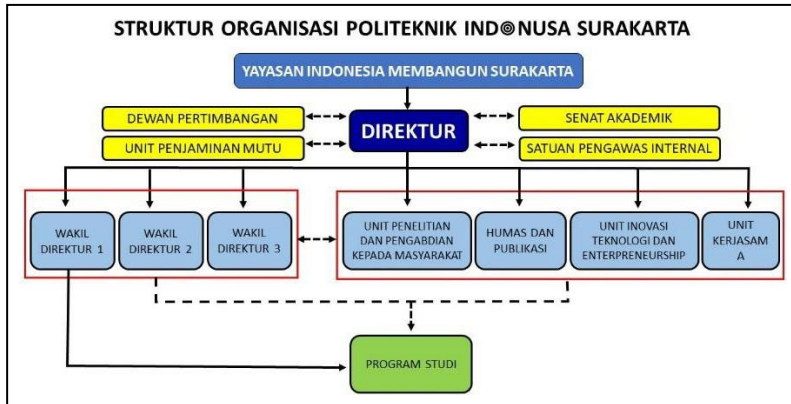 STRUKTUR ORGANISASI POLITEKNIK INDONUSA SURAKARTA
YAYASAN INDONESIA MEMBANGUN SURAKARTA
DEWAN PERTIMBANGAN
DIREKTUR
SENAT AKADEMIK
UNIT PENJAMINAN MUTU
SATUAN PENGAWAS INTERNAL
WAKIL
DIREKTUR 1
WAKIL
DIREKTUR 2
WAKIL
DIREKTUR 3
UNIT PENELITIAN
DAN PENGABDIAN
KEPADA MASYARAKAT
HUMAS DAN
PUBLIKASI
UNIT INOVASI
TEKNOLOGI DAN
ENTERPRENEURSHIP
UNIT
KERJASAM
A
PROGRAM STUDI